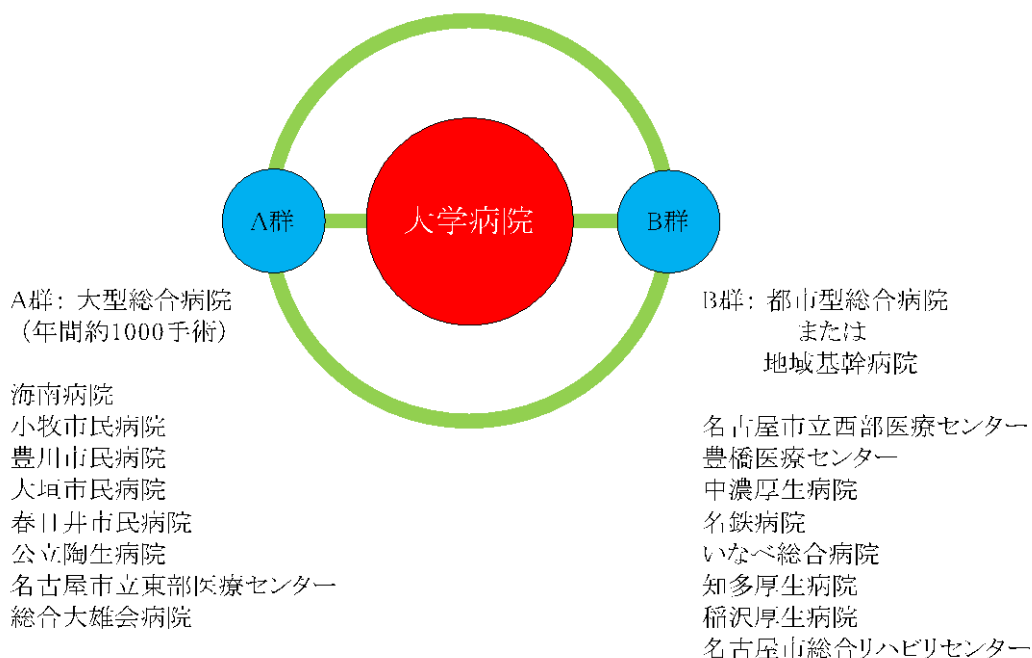 A群
大学病院
B群
A群: 大型総合病院
（年間約1000手術）
海南病院
小牧市民病院
豊川市民病院
大垣市民病院
春日井市民病院
公立陶生病院
名古屋市立東部医療センター
総合大雄会病院
B群: 都市型総合病院
または
地域基幹病院
名古屋市立西部医療センター
豊橋医療センター
中濃厚生病院
名鉄病院
いなべ総合病院
知多厚生病院
稲沢厚生病院
名古屋市総合リハビリセンター